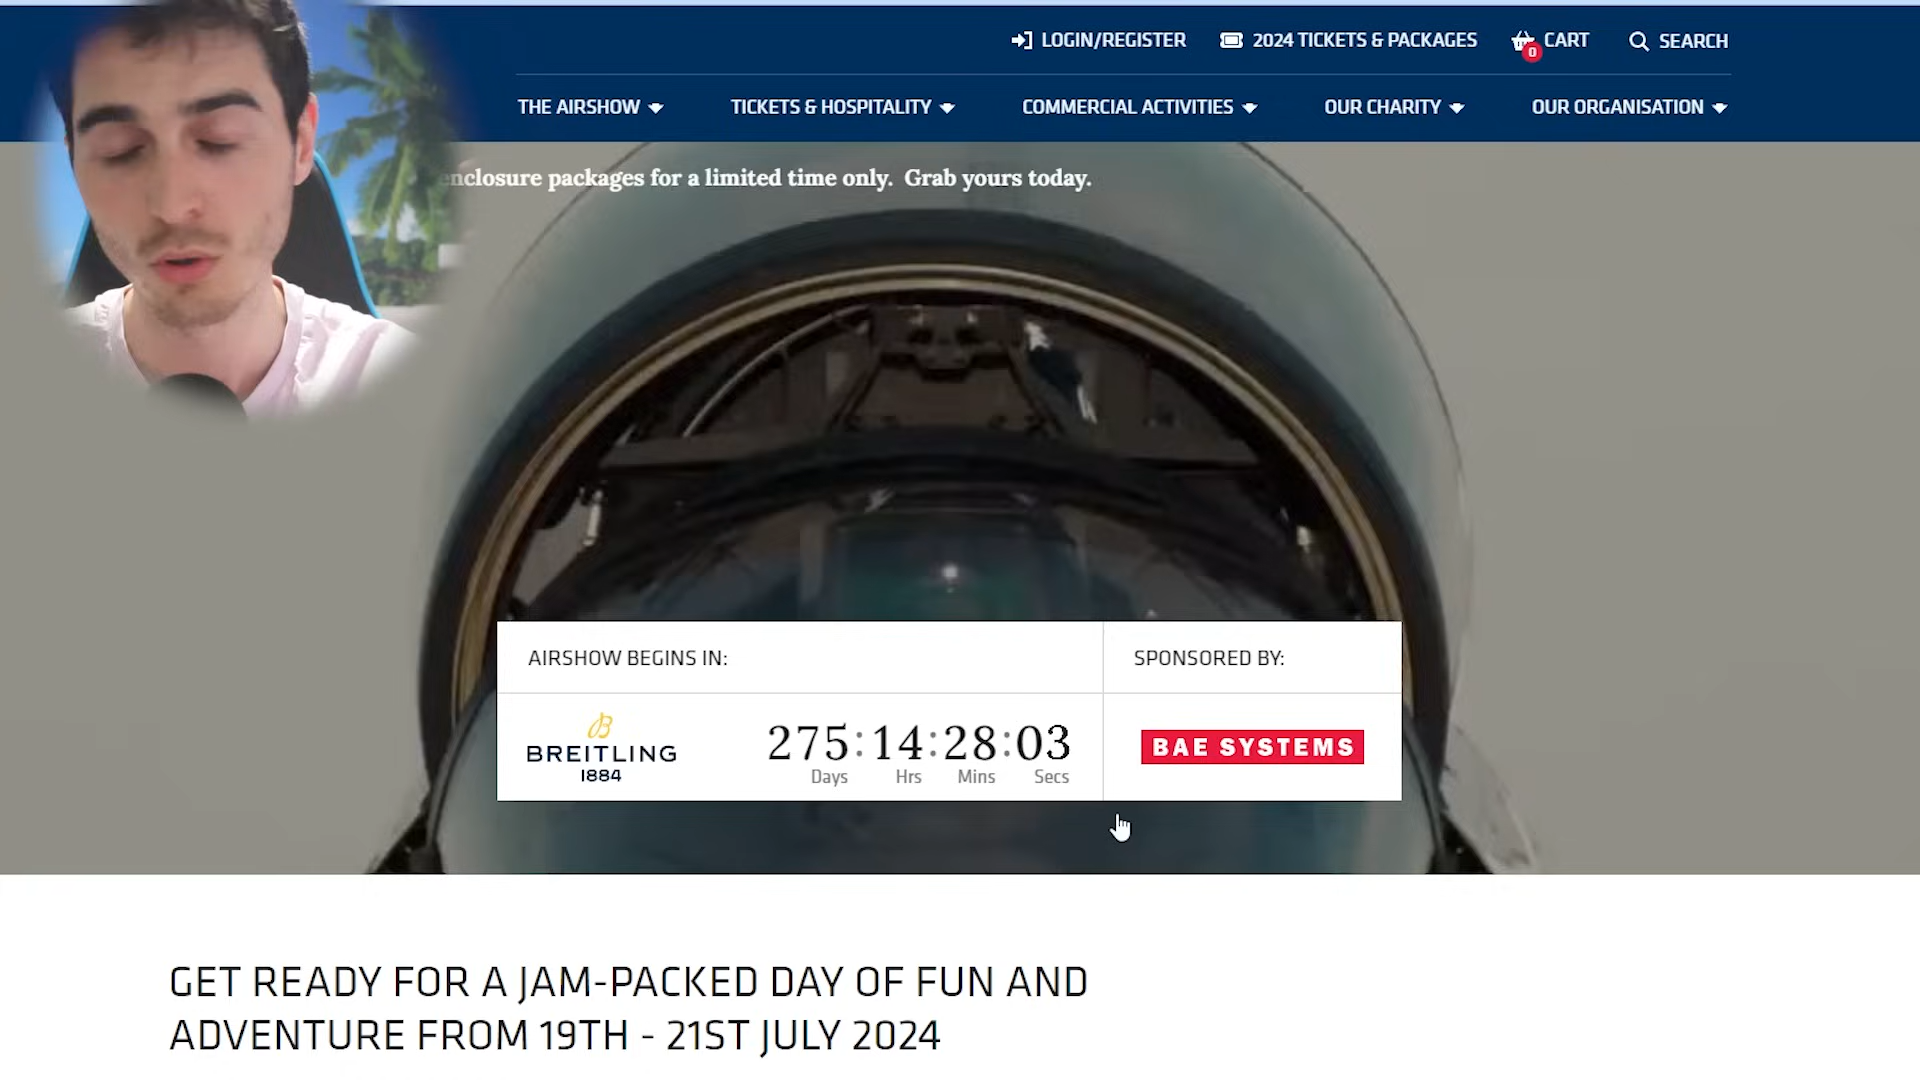 LOGIN/REGISTER
2024 TICKETS & PACKAGES
0
CART
SEARCH
THE AIRSHOW
TICKETS & HOSPITALITY
COMMERCIAL ACTIVITIES
OUR CHARITY
OUR ORGANISATION
enclosure packages for a limited time only. Grab yours today.
AIRSHOW BEGINS IN:
SPONSORED BY:
B
BREITLING
1884
275:14:28:03
Days Hrs Mins Secs
BAE SYSTEMS
GET READY FOR A JAM-PACKED DAY OF FUN AND
ADVENTURE FROM 19TH - 21ST JULY 2024